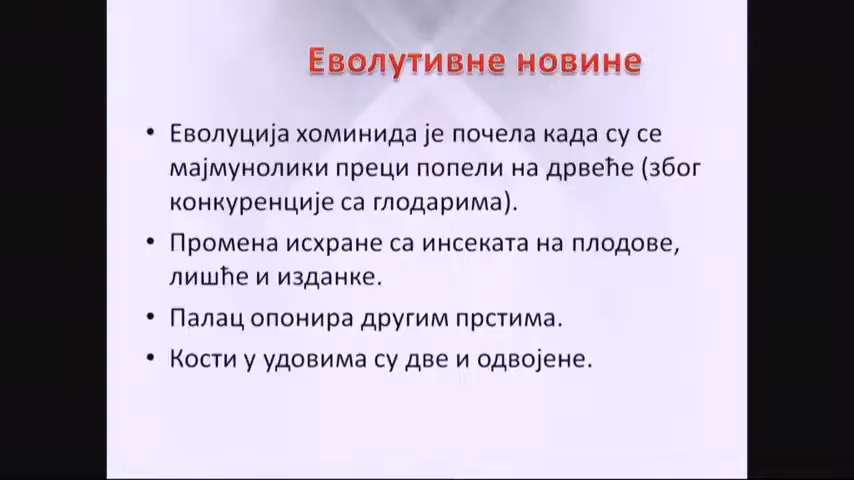 Еволутивне новине
• Еволуција хоминида је почела када су се
мајмунолики преци попели на дрвеће (због
конкуренције са глодарима).
• Промена исхране са инсеката на плодове,
лишће и изданке.
• Палац опонира другим прстима.
• Кости у удовима су две и одвојене.